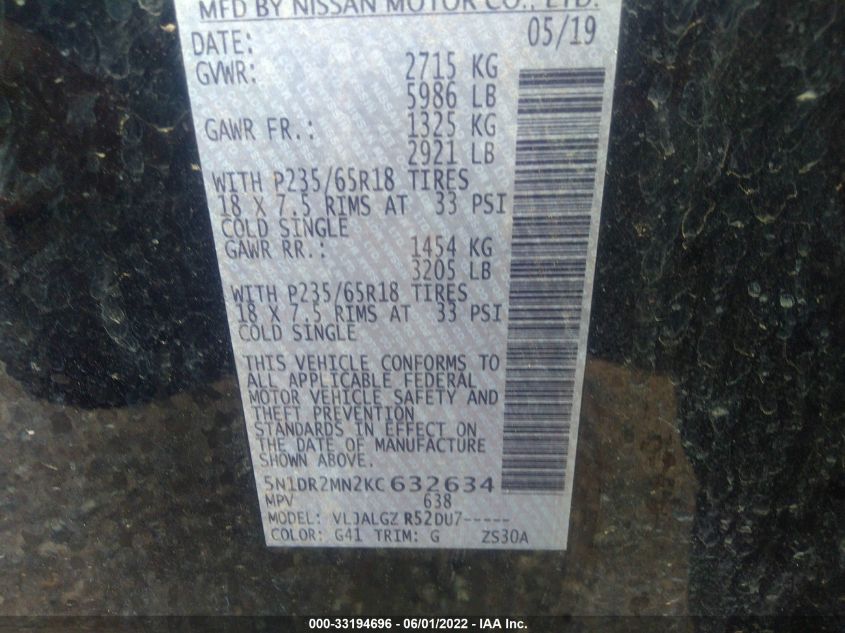 MFD BY NISSAN MOTOR CO., LTD.
DATE: 05/19
GVWR: 2715 KG
5986 LB
GAWR FR.: 1325 KG
2921 LB
WITH P235/65R18 TIRES
18 X 7.5 RIMS AT 33 PSI
COLD SINGLE
GAWR RR.: 1454 KG
3205 LB
WITH P235/65R18 TIRES
18 X 7.5 RIMS AT 33 PSI
COLD SINGLE
THIS VEHICLE CONFORMS TO
ALL APPLICABLE FEDERAL
MOTOR VEHICLE SAFETY AND
THEFT PREVENTION
STANDARDS IN EFFECT ON
THE DATE OF MANUFACTURE
SHOWN ABOVE.
5N1DR2MN2KC 632634
MPV 638
MODEL: VLJALGZ R52DU7-----
COLOR: G41 TRIM: G ZS30A
000-33194696 - 06/01/2022 - IAA Inc.